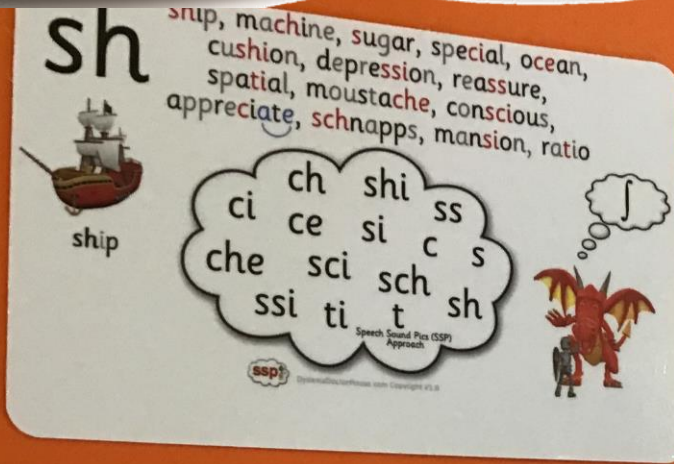 sh
ship, machine, sugar, special, ocean,
cushion, depression, reassure,
spatial, moustache, conscious,
appreciate, schnapps, mansion, ratio
ship
ch shi ss
ci ce si c s
che sci sch
ssi ti t sh
Speech Sound Pics (SSP)
Approach
ʃ
ssp